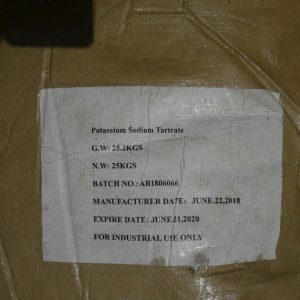 Potassium Sodium Tartrate
G.W: 25.2KGS
N.W: 25KGS
BATCH NO.: AB1806066
MANUFACTURER DATE: JUNE.22,2018
EXPIRE DATE: JUNE.21,2020
FOR INDUSTRIAL USE ONLY